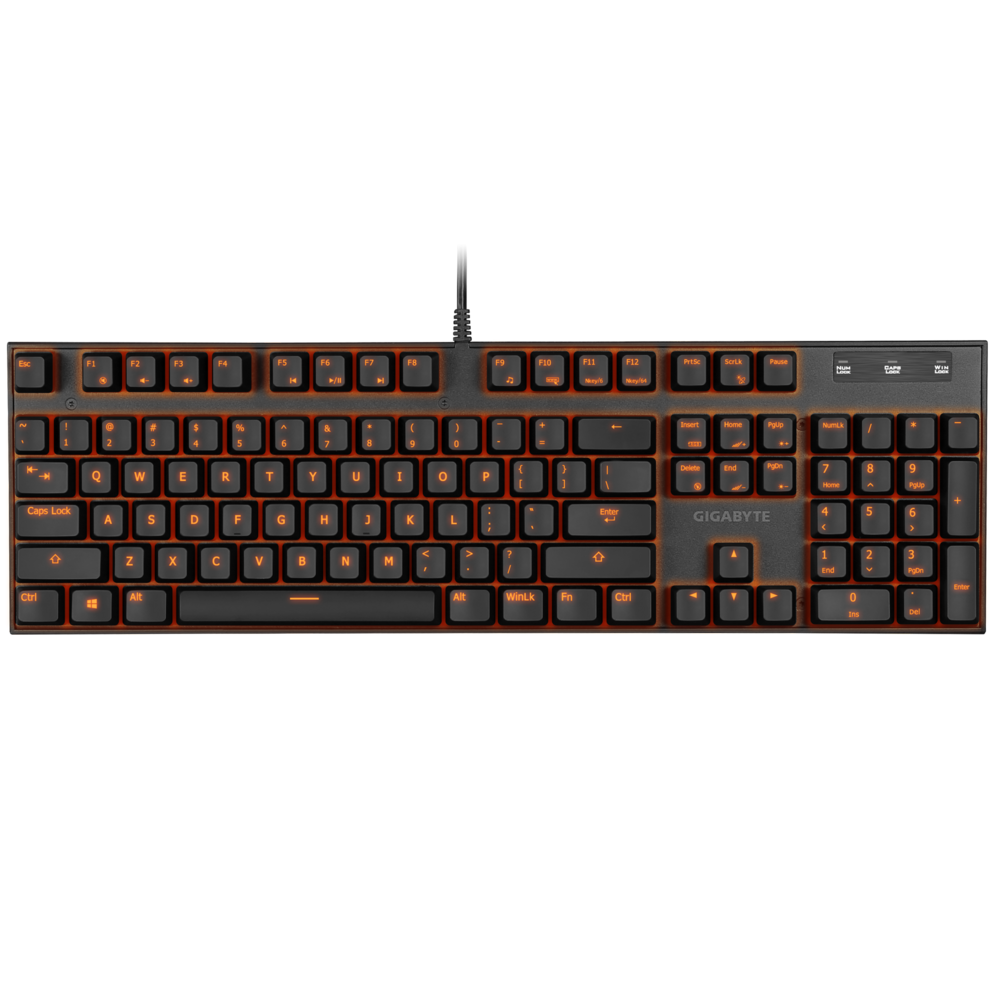 Esc F1 F2 F3 F4 F5 F6 F7 F8 F9 F10 F11 F12 PrtSc ScrLk Pause
Nkey/6 Nkey/
NUM LOCK CAPS LOCK WIN LOCK
~ ! @ # $ % ^ & * ( ) - + Insert Home PgUp NumLk / * -
` 1 2 3 4 5 6 7 8 9 0 - =
Q W E R T Y U I O P { } | Delete End PgDn 7 8 9 +
[ ] \ Home PgUp
Caps Lock A S D F G H J K L : " Enter GIGABYTE 4 5 6
; '
Z X C V B N M < > ? 1 2 3 Enter
, . / End PgDn
Ctrl Alt Alt WinLk Fn Ctrl 0 .
Ins Del